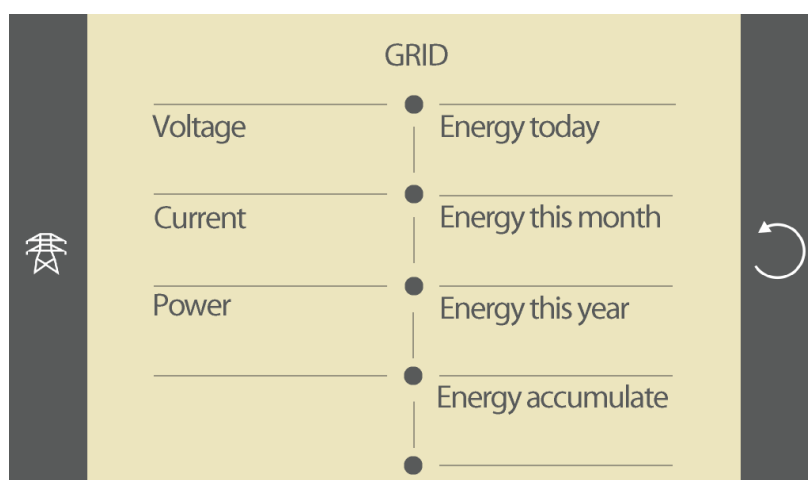 GRID
Voltage
Energy today
Current
Energy this month
Power
Energy this year
Energy accumulate